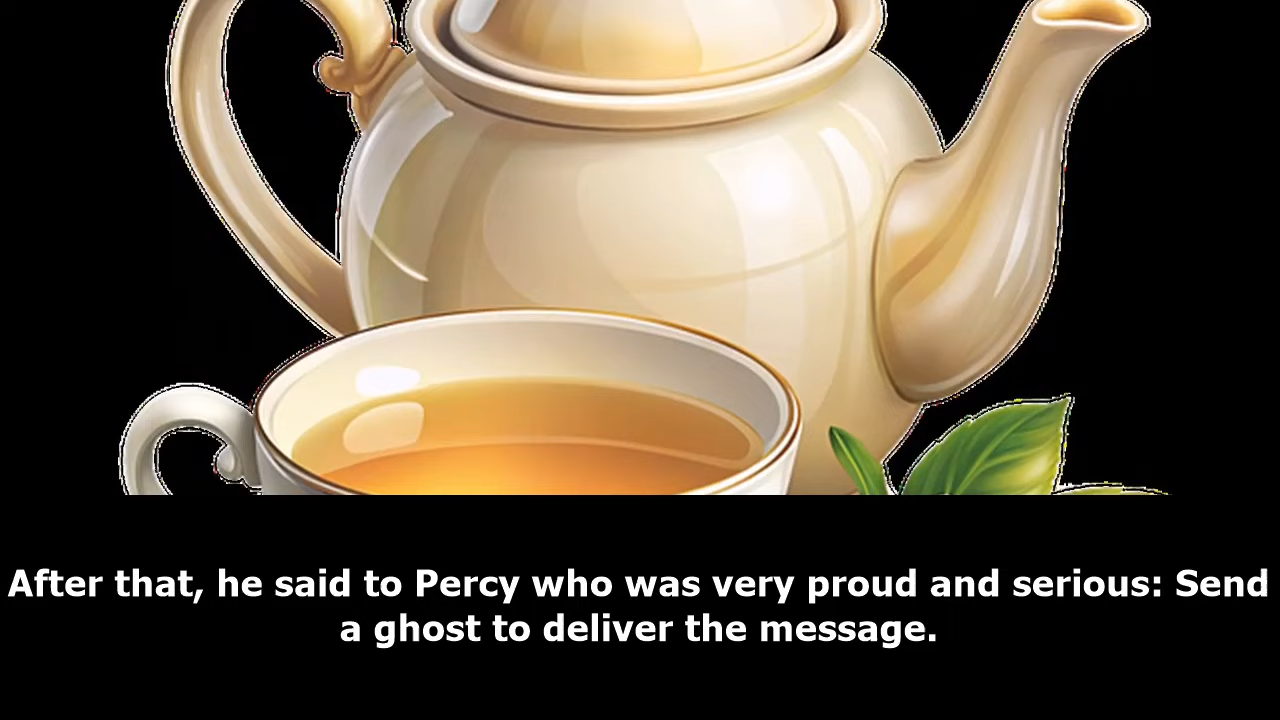 After that, he said to Percy who was very proud and serious: Send
a ghost to deliver the message.